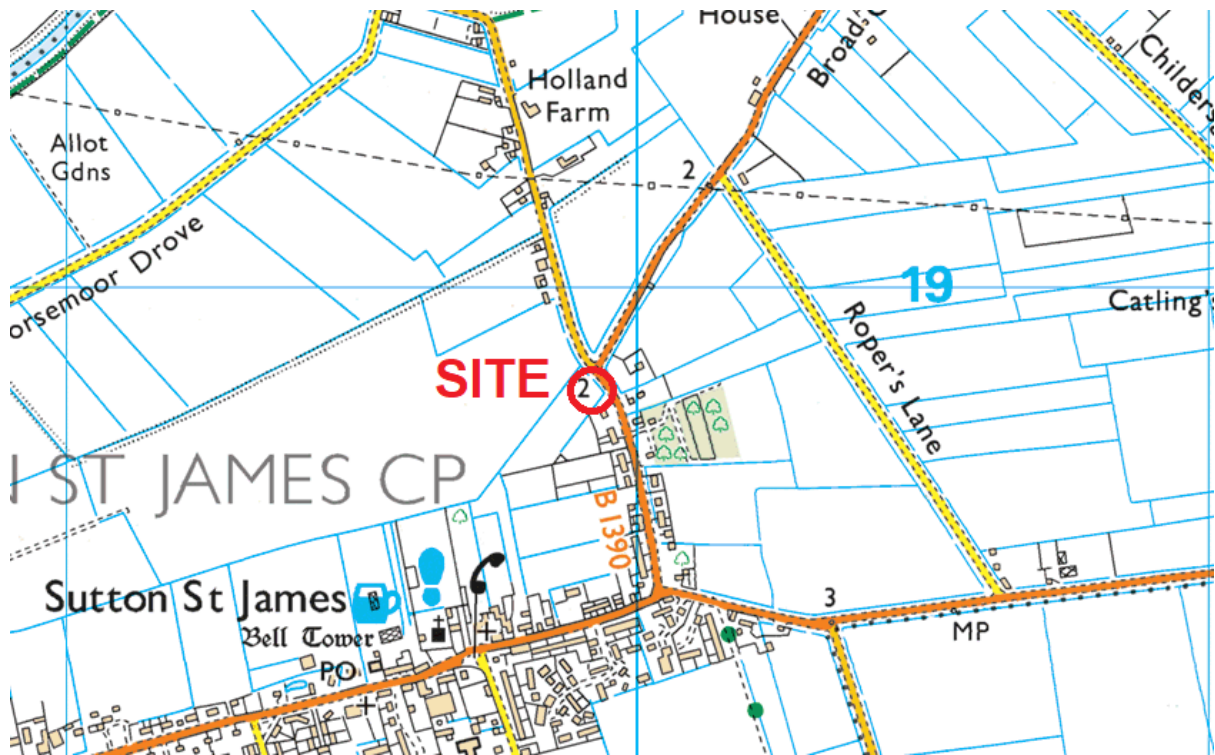 House
Broad
Childers
Holland
Farm
Allot
Gdns
2
orsemoor Drove
19
Catling's
Roper's Lane
SITE
2
N ST JAMES CP
B 1390
Sutton St James
3
Bell Tower
MP
PO